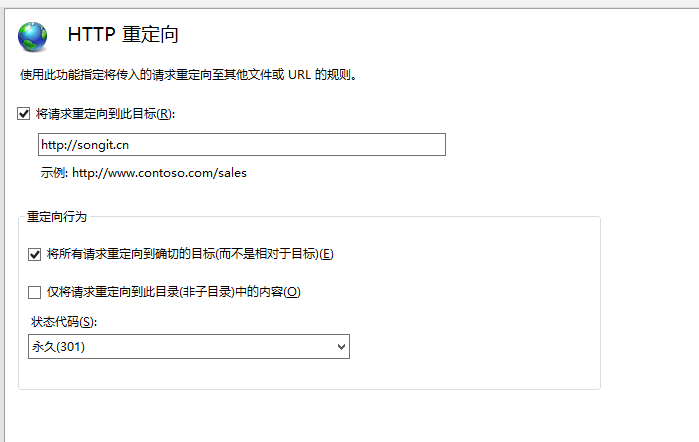 HTTP 重定向
使用此功能指定将传入的请求重定向至其他文件或 URL 的规则。
将请求重定向到此目标(R):
http://songit.cn
示例: http://www.contoso.com/sales
重定向行为
将所有请求重定向到确切的目标(而不是相对于目标)(E)
仅将请求重定向到此目录(非子目录)中的内容(O)
状态代码(S):
永久(301)